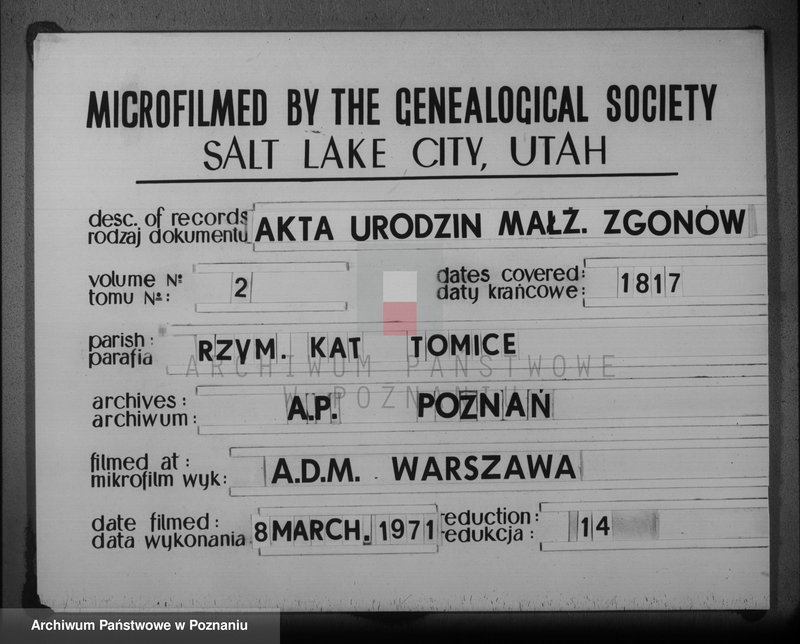 MICROFILMED BY THE GENEALOGICAL SOCIETY
SALT LAKE CITY, UTAH
desc. of records
rodzaj dokumentu AKTA URODZIN MAŁŻ. ZGONÓW
volume Nº
tomu Nº: 2
dates covered:
daty krańcowe: 1817
parish:
parafia RZYM. KAT TOMICE
ARCHIWUM PAŃSTWOWE
W POZNANIU
archives:
archiwum: A.P. POZNAŃ
filmed at:
mikrofilm wyk: A.D.M. WARSZAWA
date filmed:
data wykonania 8 MARCH. 1971
reduction:
redukcja: 14
Archiwum Państwowe w Poznaniu